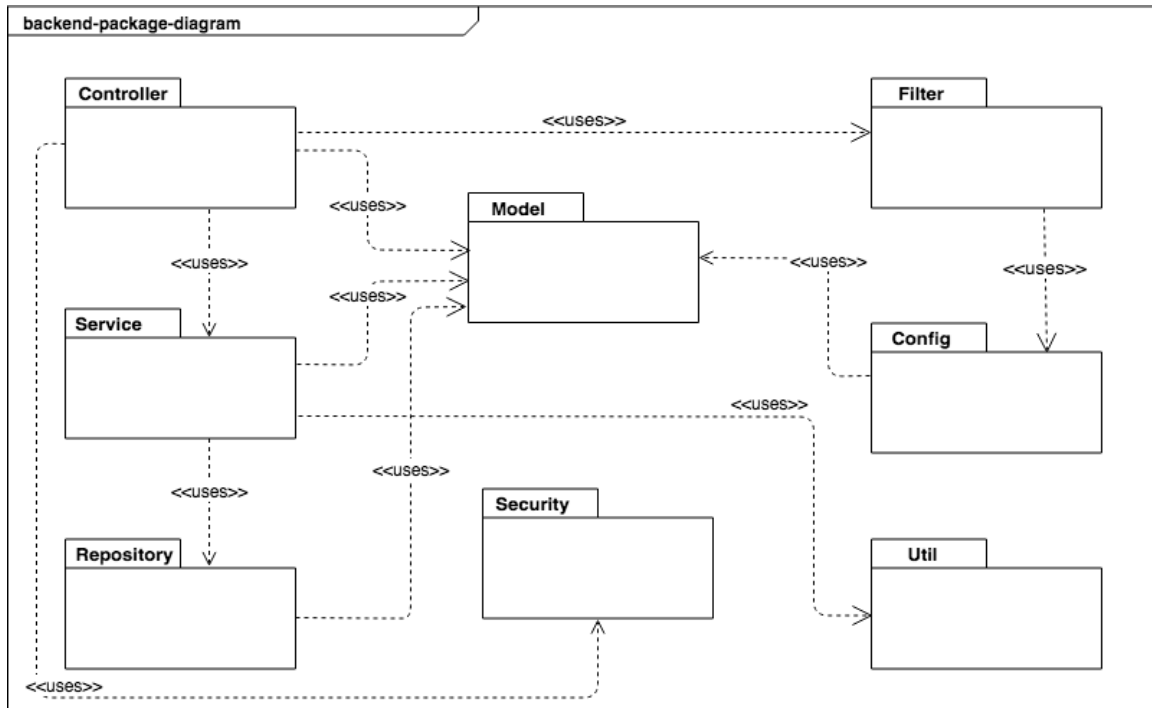 backend-package-diagram
Controller
Filter
<<uses>>
<<uses>>
Model
<<uses>>
<<uses>>
<<uses>>
<<uses>>
Service
Config
<<uses>>
<<uses>>
<<uses>>
Security
Repository
Util
<<uses>>